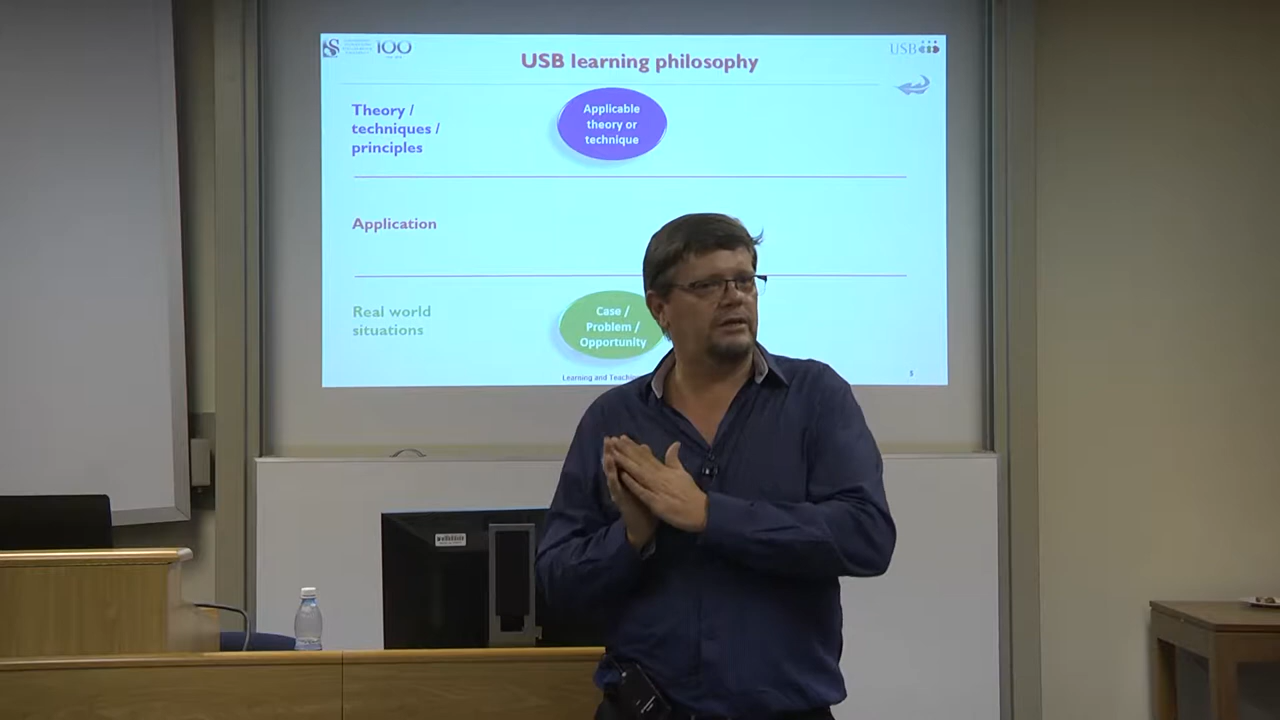 100
USB learning philosophy
USB
Theory /
techniques /
principles
Applicable
theory or
technique
Application
Real world
situations
Case /
Problem /
Opportunity
Learning and
5